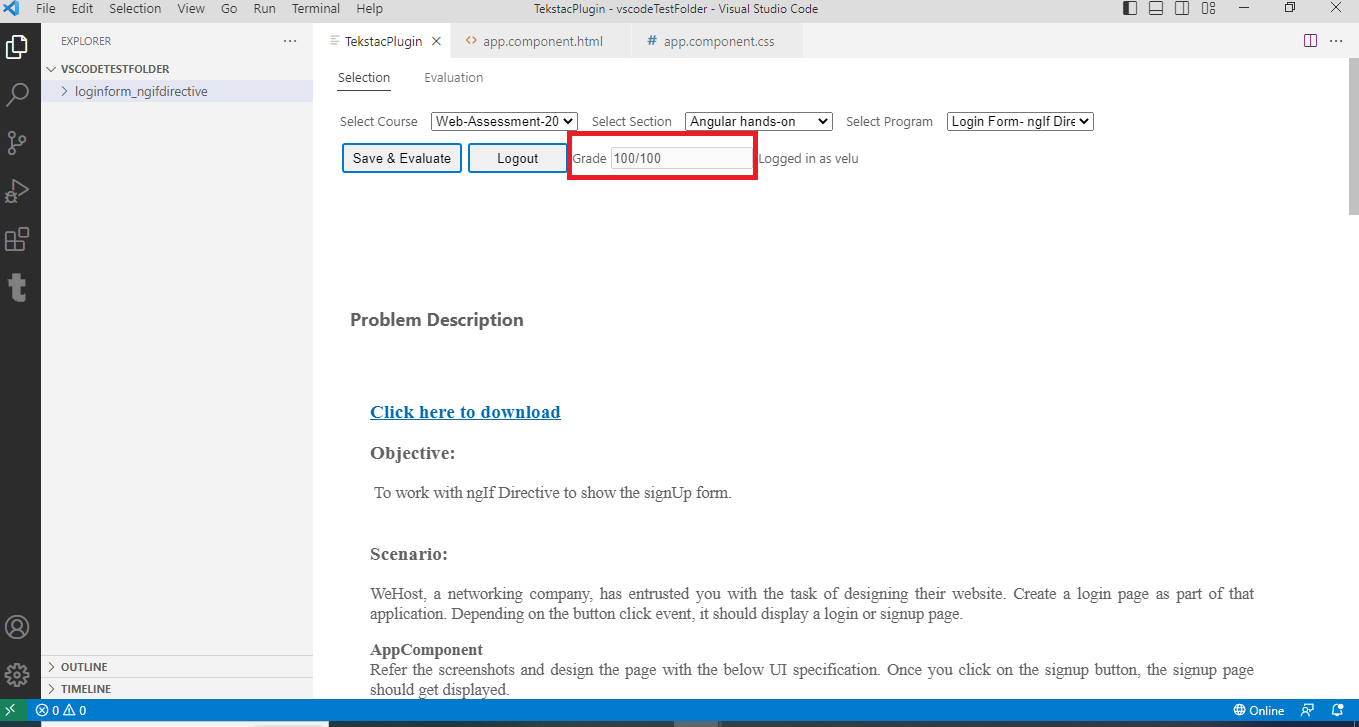 File Edit Selection View Go Run Terminal Help TekstacPlugin - vscodeTestFolder - Visual Studio Code
EXPLORER
TekstacPlugin
app.component.html
app.component.css
VSCODETESTFOLDER
loginform_ngifdirective
Selection Evaluation
Select Course Web-Assessment-20 Select Section Angular hands-on Select Program Login Form- ngIf Dire
Save & Evaluate Logout Grade 100/100 Logged in as velu
Problem Description
Click here to download
Objective:
To work with ngIf Directive to show the signUp form.
Scenario:
WeHost, a networking company, has entrusted you with the task of designing their website. Create a login page as part of that
application. Depending on the button click event, it should display a login or signup page.
AppComponent
Refer the screenshots and design the page with the below UI specification. Once you click on the signup button, the signup page
should get displayed.
OUTLINE
TIMELINE
0 0 Online